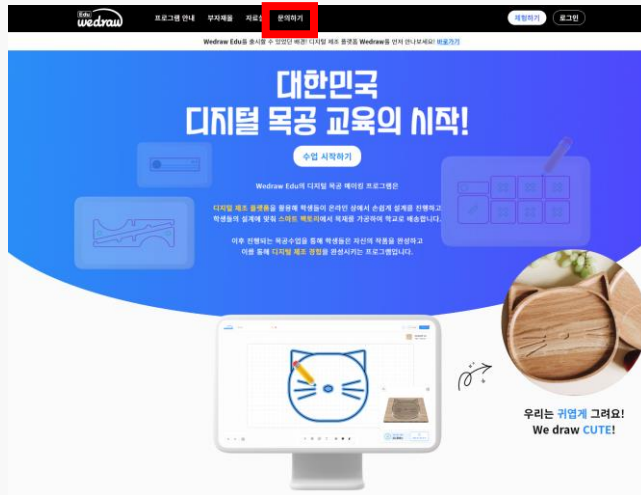 Edu
wedraw
프로그램 안내
부자재몰
자료실
문의하기
체험하기
로그인
Wedraw Edu를 출시할 수 있었던 배경! 디지털 제조 플랫폼 Wedraw를 먼저 만나보세요! 바로가기
대한민국
디지털 목공 교육의 시작!
수업 시작하기
Wedraw Edu의 디지털 목공 메이킹 프로그램은
디지털 제조 플랫폼을 활용해 학생들이 온라인 상에서 손쉽게 설계를 진행하고
학생들의 설계에 맞춰 스마트 팩토리에서 목재를 가공하여 학교로 배송합니다.
이후 진행되는 목공수업을 통해 학생들은 자신의 작품을 완성하고
이를 통해 디지털 제조 경험을 완성시키는 프로그램입니다.
우리는 귀엽게 그려요!
We draw CUTE!